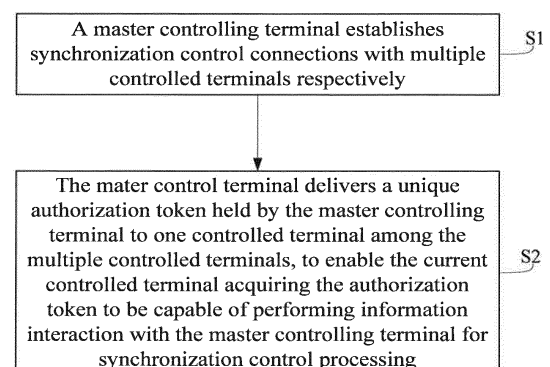 A master controlling terminal establishes
synchronization control connections with multiple
controlled terminals respectively
S1
The mater control terminal delivers a unique
authorization token held by the master controlling
terminal to one controlled terminal among the
multiple controlled terminals, to enable the current
controlled terminal acquiring the authorization
token to be capable of performing information
interaction with the master controlling terminal for
synchronization control processing
S2